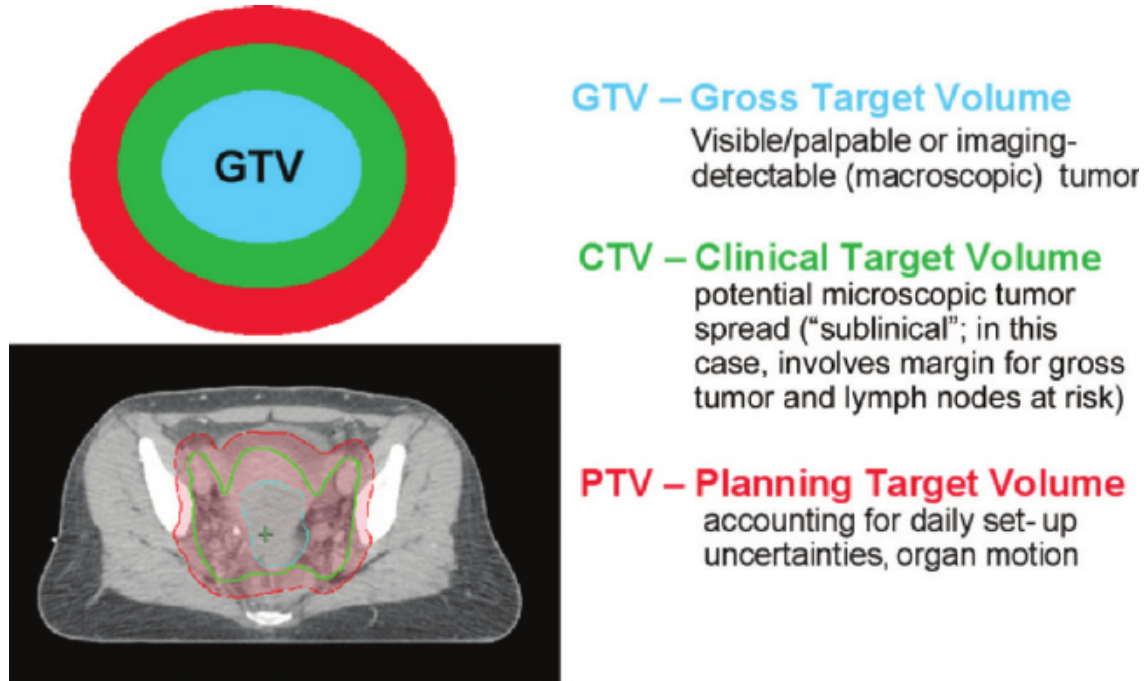 GTV
GTV – Gross Target Volume
Visible/palpable or imaging-
detectable (macroscopic) tumor
CTV – Clinical Target Volume
potential microscopic tumor
spread (“sublinical”; in this
case, involves margin for gross
tumor and lymph nodes at risk)
PTV – Planning Target Volume
accounting for daily set-up
uncertainties, organ motion